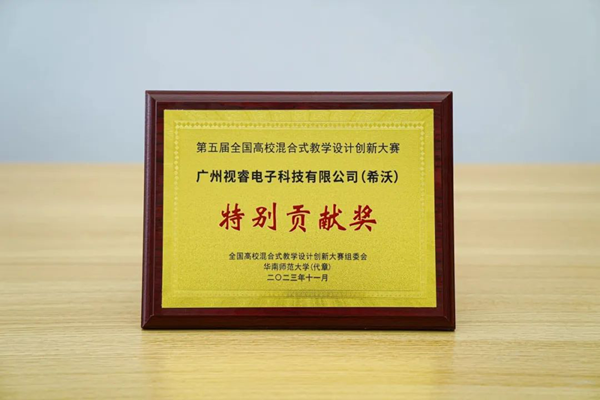 第五届全国高校混合式教学设计创新大赛
广州视睿电子科技有限公司(希沃)
特别贡献奖
全国高校混合式教学设计创新大赛组委会
华南师范大学(代章)
二〇二三年十一月